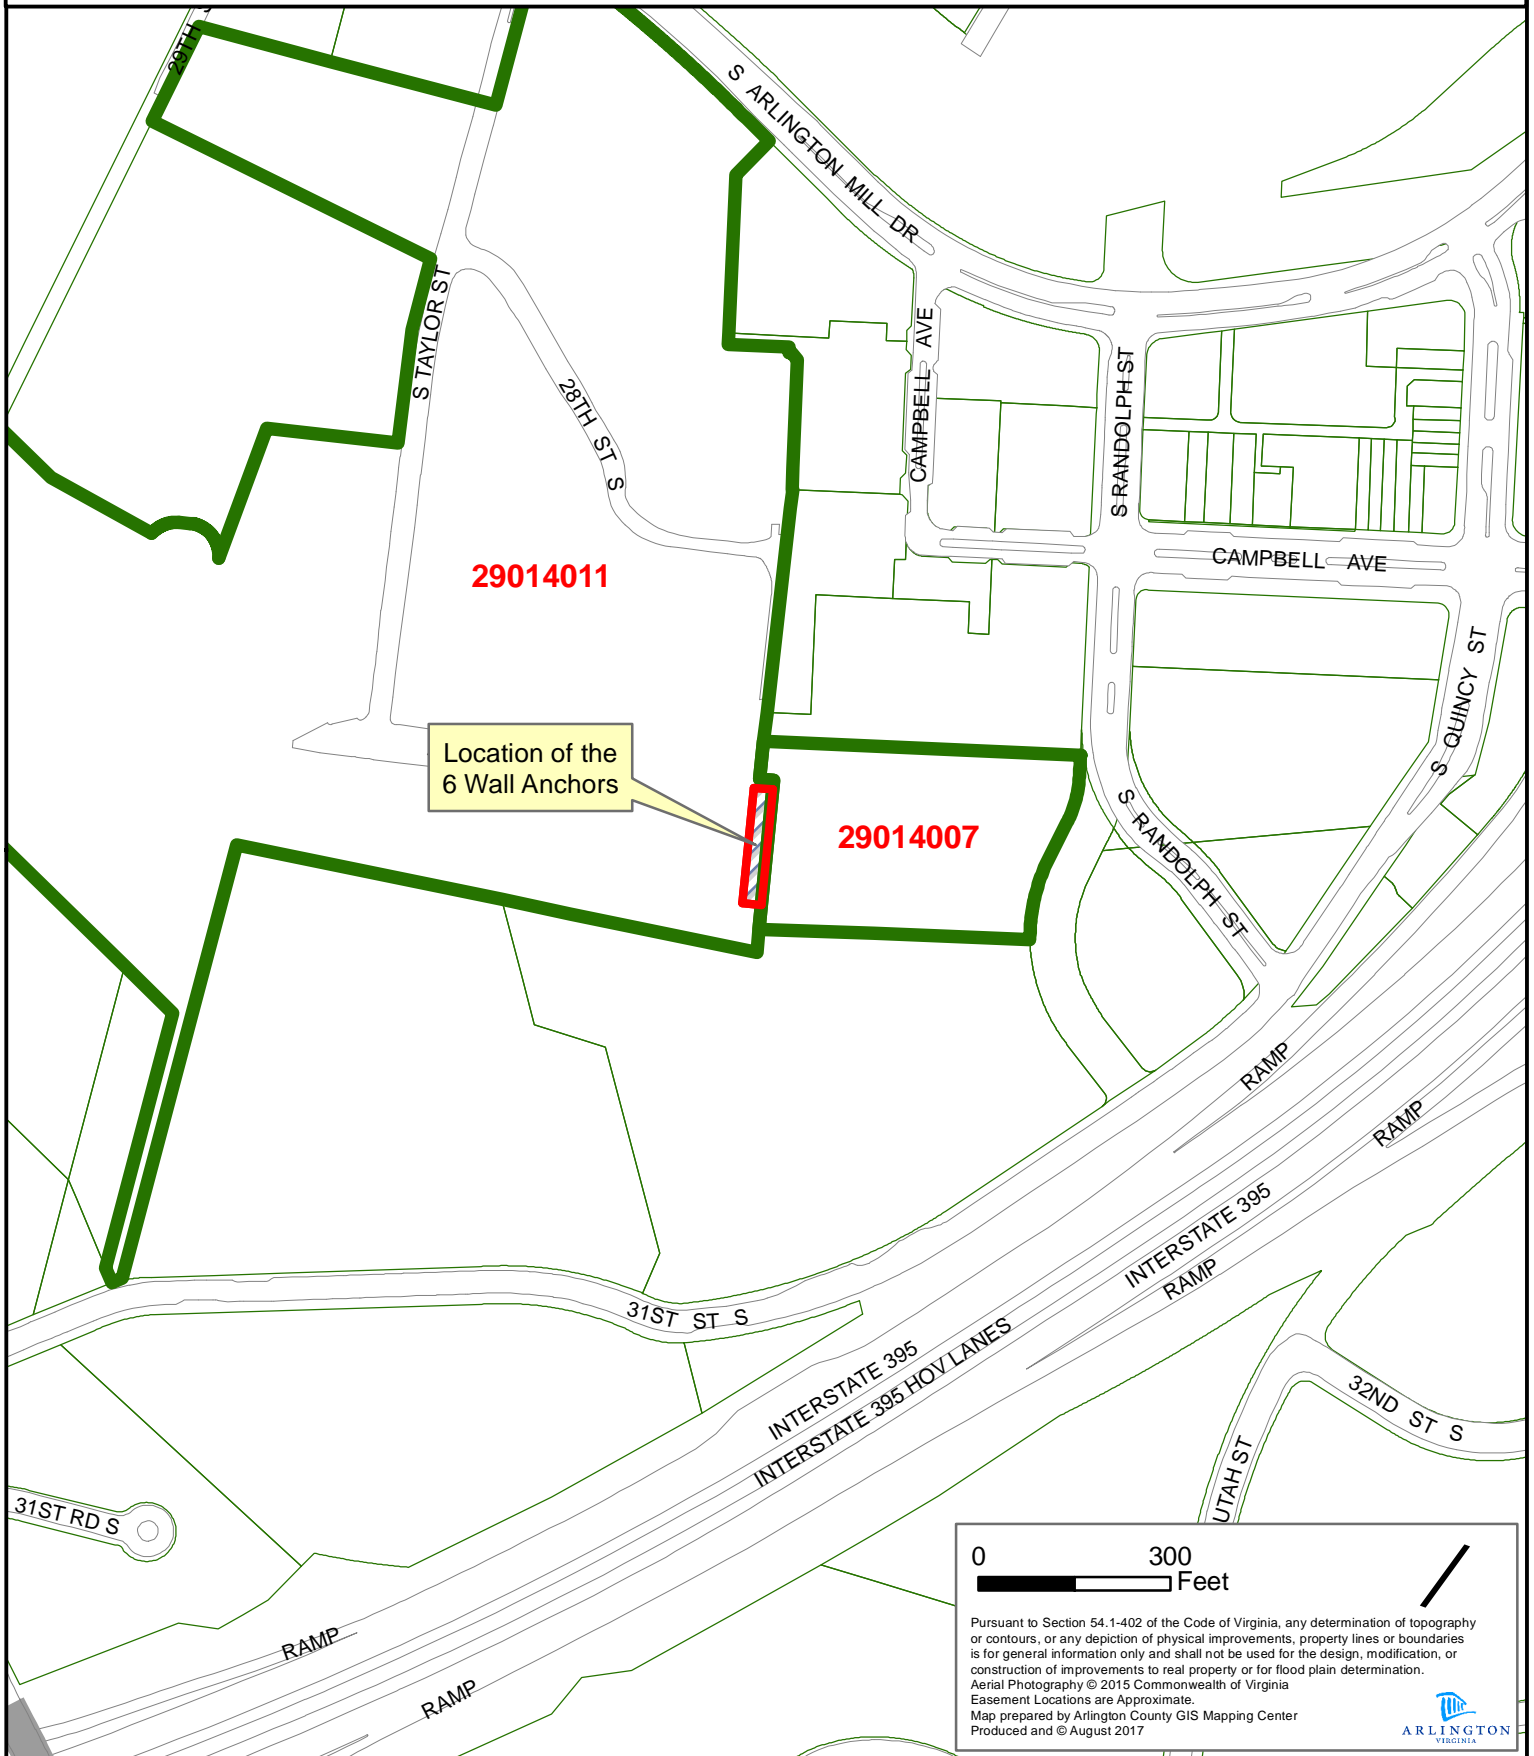 29TH S
S ARLINGTON MILL DR
S TAYLOR ST
28TH ST S
CAMPBELL AVE
S RANDOLPH ST
CAMPBELL AVE
29014011
S QUINCY ST
Location of the
6 Wall Anchors
29014007
S RANDOLPH ST
RAMP
RAMP
INTERSTATE 395
RAMP
31ST ST S
INTERSTATE 395
INTERSTATE 395 HOV LANES
32ND ST S
UTAH ST
31ST RD S
RAMP
RAMP
0 300
Feet
Pursuant to Section 54.1-402 of the Code of Virginia, any determination of topography
or contours, or any depiction of physical improvements, property lines or boundaries
is for general information only and shall not be used for the design, modification, or
construction of improvements to real property or for flood plain determination.
Aerial Photography © 2015 Commonwealth of Virginia
Easement Locations are Approximate.
Map prepared by Arlington County GIS Mapping Center
Produced and © August 2017
ARLINGTON
VIRGINIA